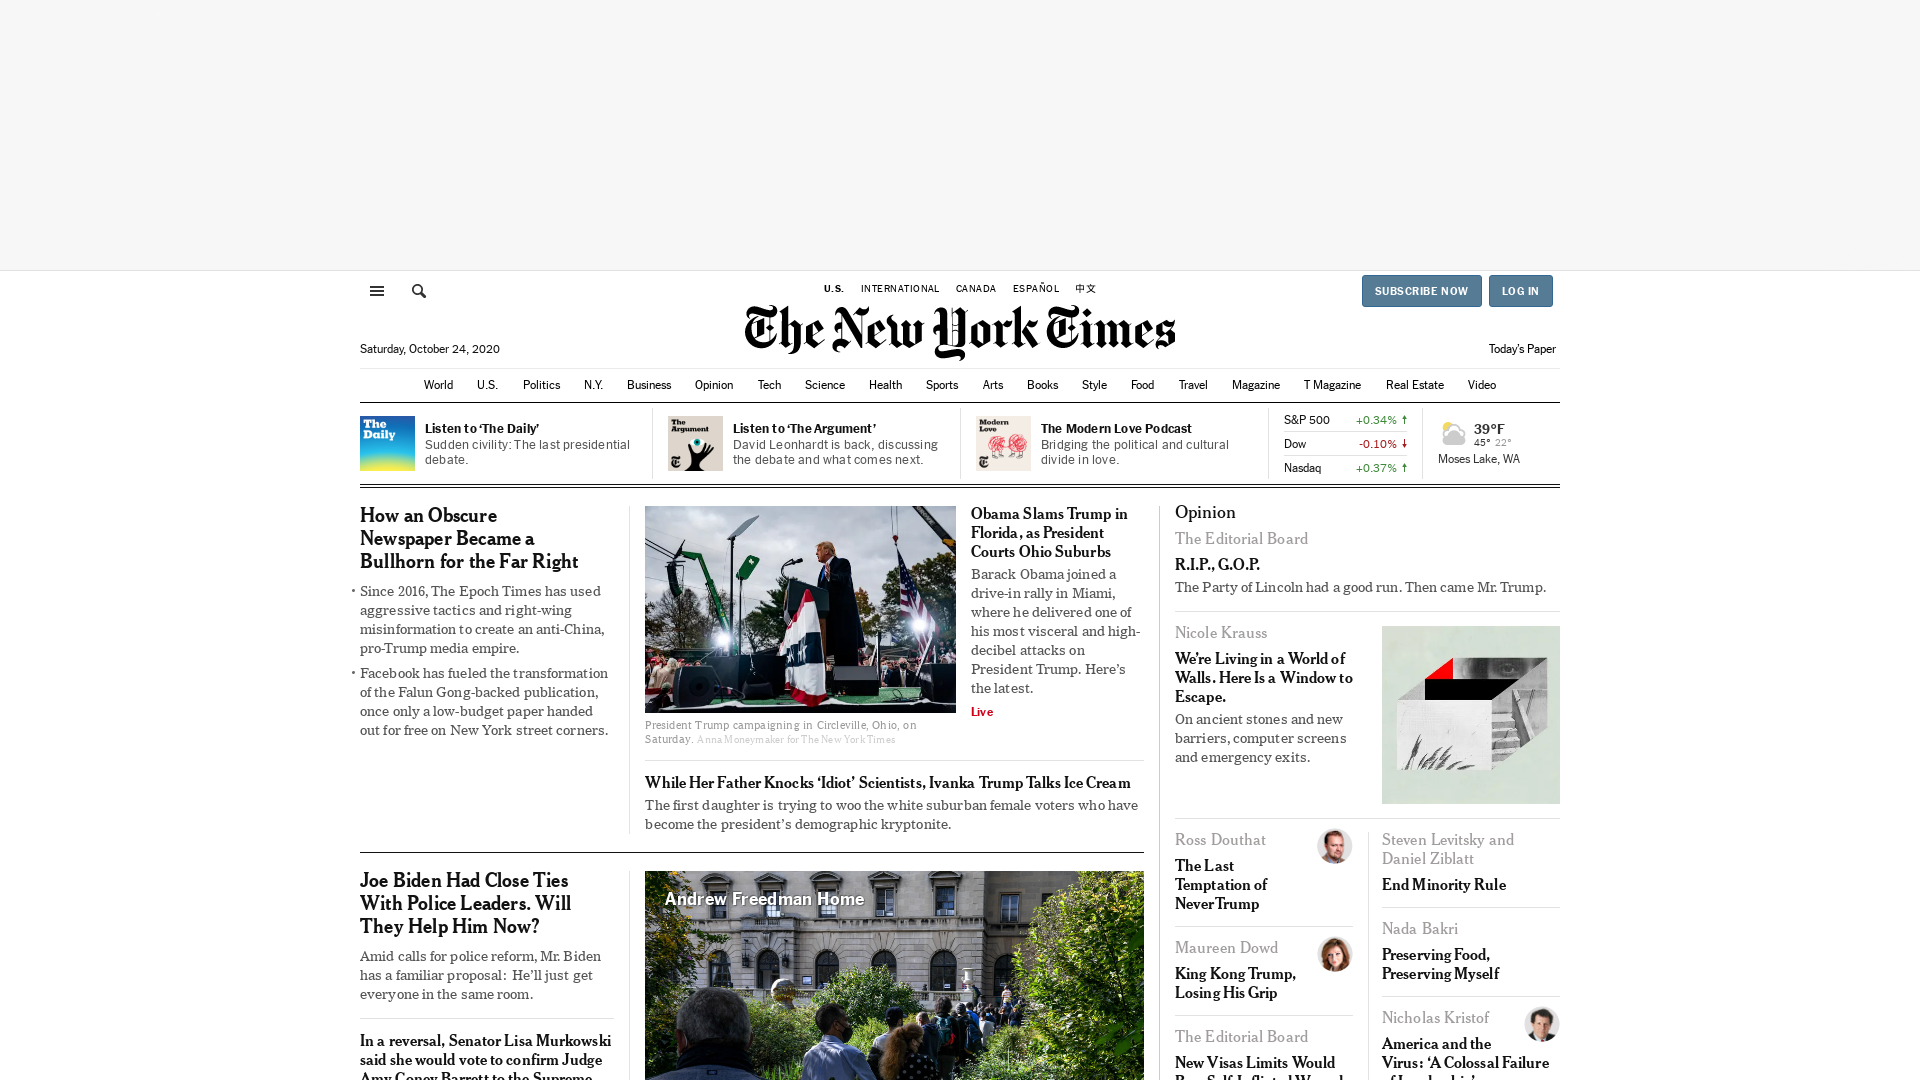 U.S. INTERNATIONAL CANADA ESPAÑOL 中文
SUBSCRIBE NOW
LOG IN
The New York Times
Saturday, October 24, 2020
Today’s Paper
World U.S. Politics N.Y. Business Opinion Tech Science Health Sports Arts Books Style Food Travel Magazine T Magazine Real Estate Video
The
Daily
Listen to ‘The Daily’
Sudden civility: The last presidential
debate.
The
Argument
Listen to ‘The Argument’
David Leonhardt is back, discussing
the debate and what comes next.
Modern
Love
The Modern Love Podcast
Bridging the political and cultural
divide in love.
S&P 500 +0.34%
Dow -0.10%
Nasdaq +0.37%
39°F
45° 22°
Moses Lake, WA
How an Obscure
Newspaper Became a
Bullhorn for the Far Right
• Since 2016, The Epoch Times has used
aggressive tactics and right-wing
misinformation to create an anti-China,
pro-Trump media empire.
• Facebook has fueled the transformation
of the Falun Gong-backed publication,
once only a low-budget paper handed
out for free on New York street corners.
President Trump campaigning in Circleville, Ohio, on
Saturday. Anna Moneymaker for The New York Times
Obama Slams Trump in
Florida, as President
Courts Ohio Suburbs
Barack Obama joined a
drive-in rally in Miami,
where he delivered one of
his most visceral and high-
decibel attacks on
President Trump. Here’s
the latest.
Live
While Her Father Knocks ‘Idiot’ Scientists, Ivanka Trump Talks Ice Cream
The first daughter is trying to woo the white suburban female voters who have
become the president’s demographic kryptonite.
Joe Biden Had Close Ties
With Police Leaders. Will
They Help Him Now?
Amid calls for police reform, Mr. Biden
has a familiar proposal: He’ll just get
everyone in the same room.
In a reversal, Senator Lisa Murkowski
said she would vote to confirm Judge
Amy Coney Barrett to the Supreme
Andrew Freedman Home
Opinion
The Editorial Board
R.I.P., G.O.P.
The Party of Lincoln had a good run. Then came Mr. Trump.
Nicole Krauss
We’re Living in a World of
Walls. Here Is a Window to
Escape.
On ancient stones and new
barriers, computer screens
and emergency exits.
Ross Douthat
The Last
Temptation of
NeverTrump
Maureen Dowd
King Kong Trump,
Losing His Grip
The Editorial Board
New Visas Limits Would
Steven Levitsky and
Daniel Ziblatt
End Minority Rule
Nada Bakri
Preserving Food,
Preserving Myself
Nicholas Kristof
America and the
Virus: ‘A Colossal Failure